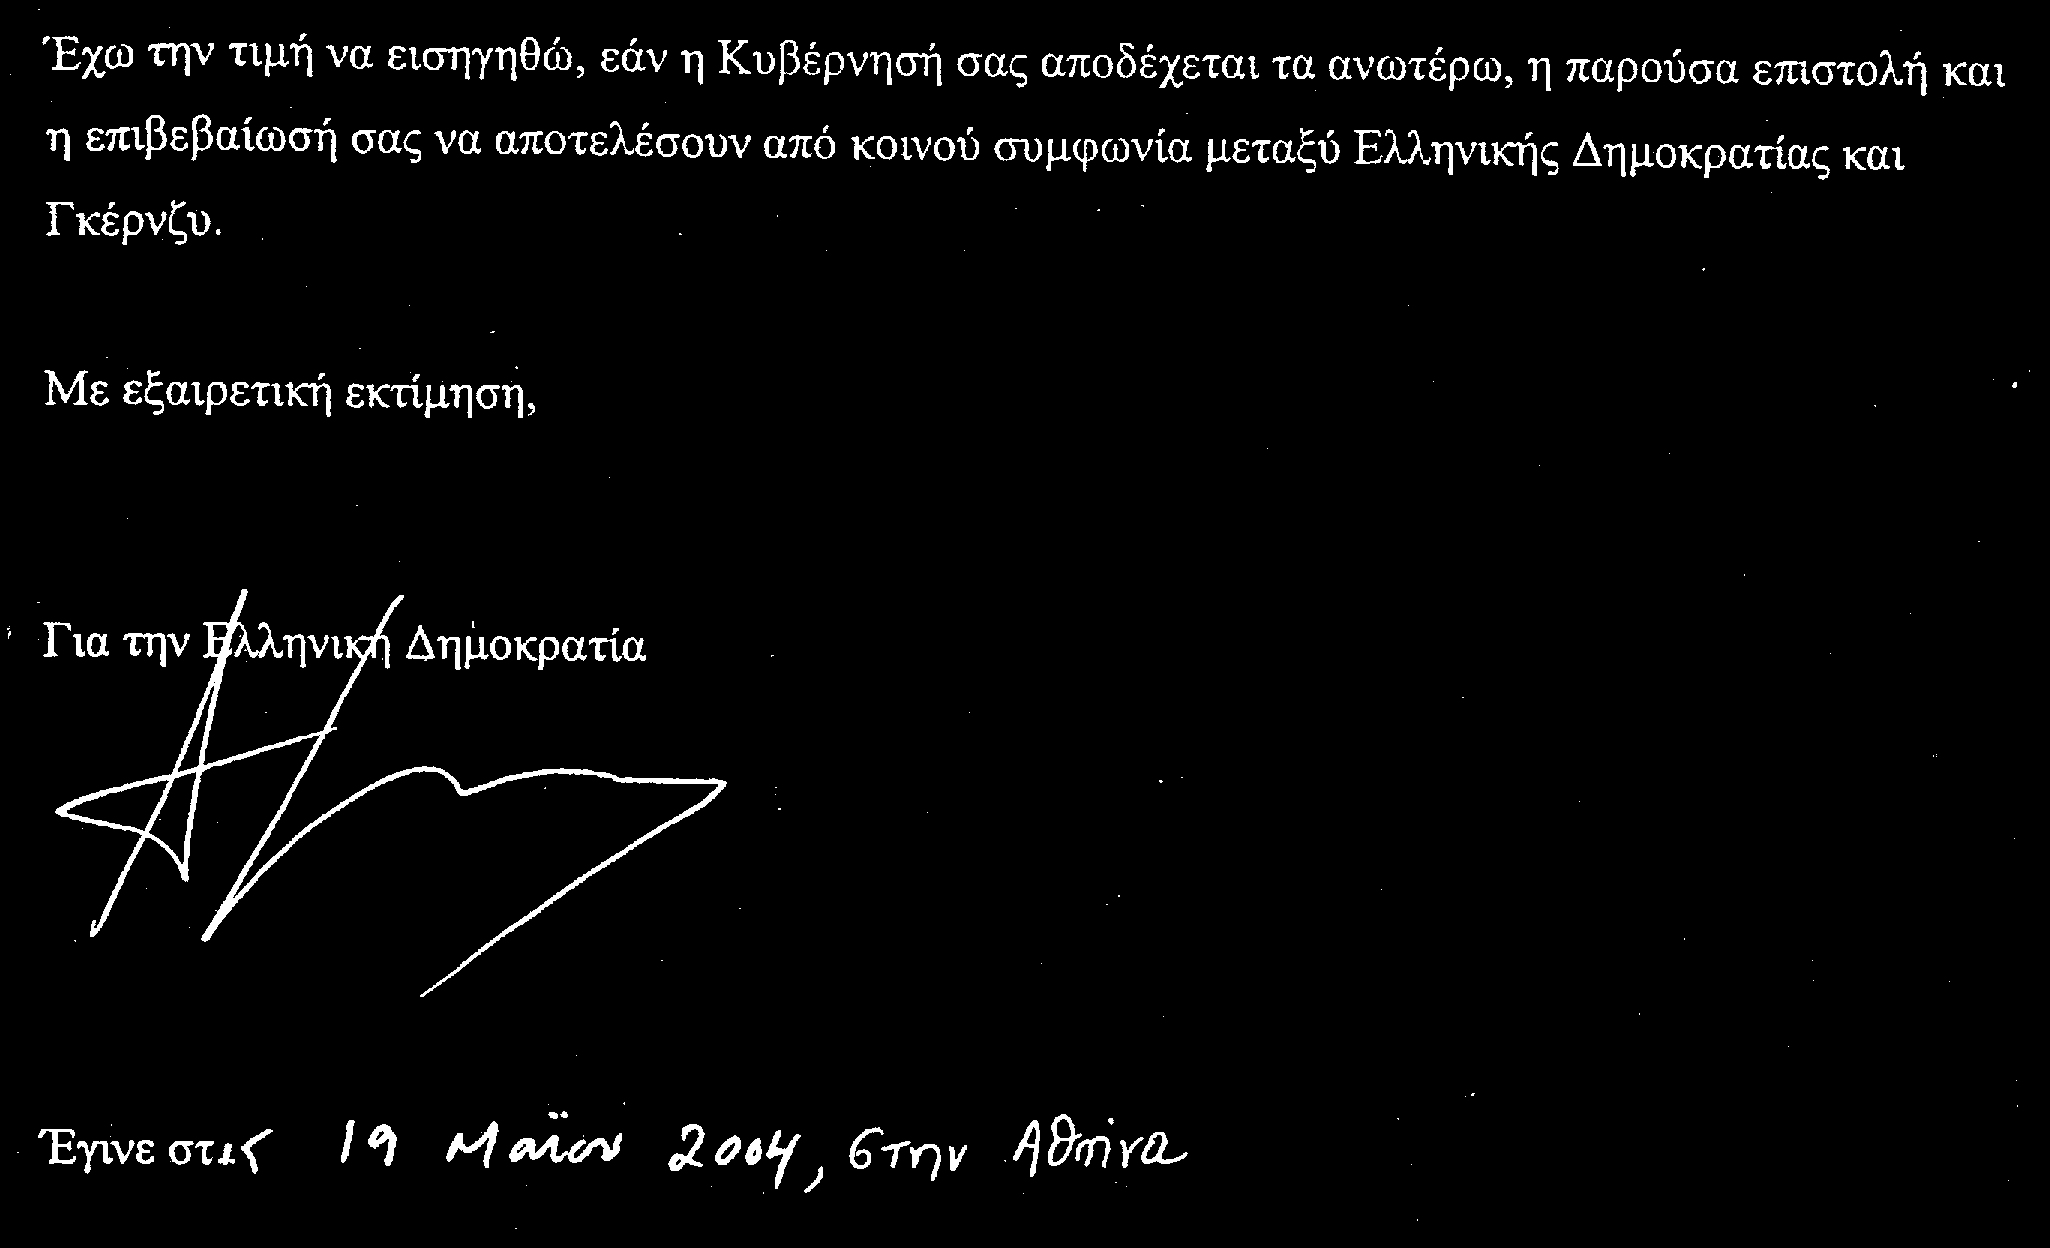 Έχω την τιμή να εισηγηθώ, εάν η Κυβέρνησή σας αποδέχεται τα ανωτέρω, η παρούσα επιστολή και
η επιβεβαίωσή σας να αποτελέσουν από κοινού συμφωνία μεταξύ Ελληνικής Δημοκρατίας και
Γκέρνζυ.
Με εξαιρετική εκτίμηση,
Για την Ελληνική Δημοκρατία
Έγινε στις 19 Μαΐου 2004, στην Αθήνα